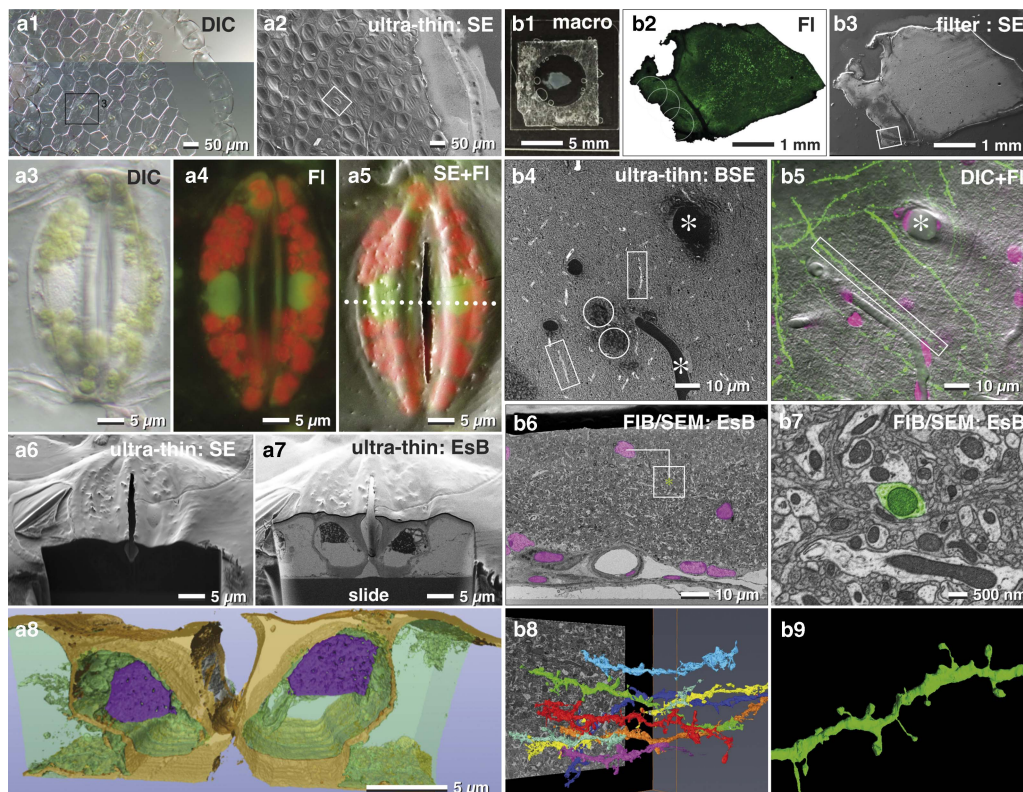 a1 DIC
3
50 µm
a2 ultra-thin: SE
50 µm
b1 macro
5 mm
b2 Fl
1 mm
b3 filter : SE
1 mm
a3 DIC
5 µm
a4 Fl
5 µm
a5 SE+Fl
5 µm
b4 ultra-tihn: BSE
*
*
10 µm
b5 DIC+Fl
*
10 µm
a6 ultra-thin: SE
5 µm
a7 ultra-thin: EsB
5 µm
slide
b6 FIB/SEM: EsB
10 µm
b7 FIB/SEM: EsB
500 nm
a8
5 µm
b8
b9